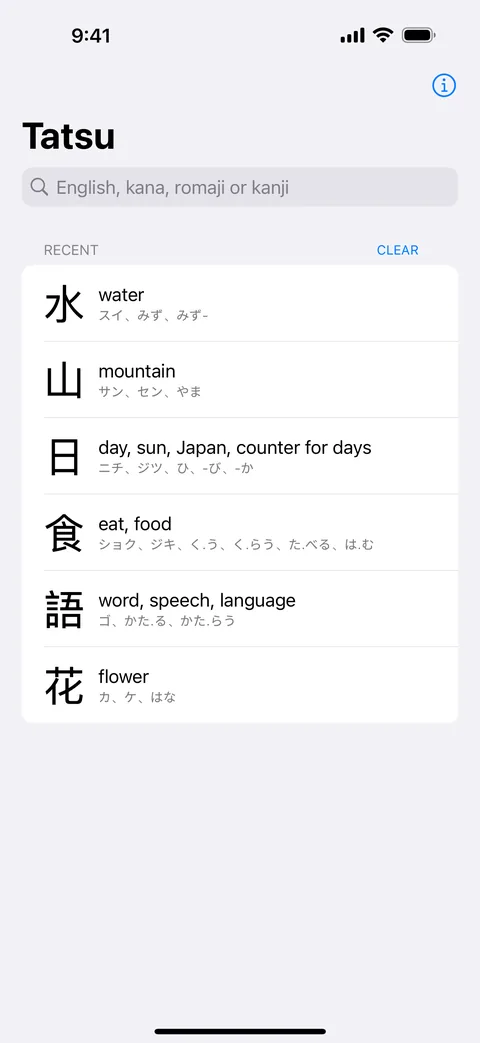 9:41
Tatsu
English, kana, romaji or kanji
RECENT CLEAR
水 water
スイ、みず、みず-
山 mountain
サン、セン、やま
日 day, sun, Japan, counter for days
ニチ、ジツ、ひ、-び、-か
食 eat, food
ショク、ジキ、く.う、く.らう、た.べる、は.む
語 word, speech, language
ゴ、かた.る、かた.らう
花 flower
カ、ケ、はな